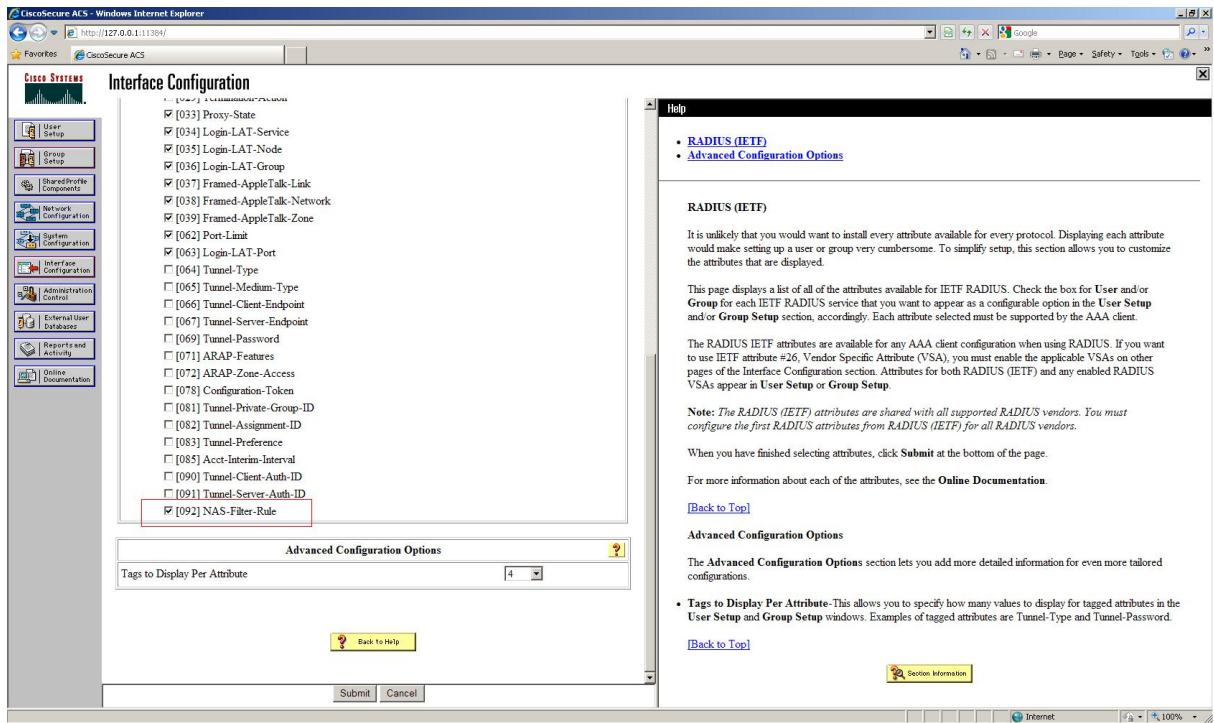 CiscoSecure ACS - Windows Internet Explorer
http://127.0.0.1:11384/
Google
Favorites
CiscoSecure ACS
Page
Safety
Tools
»
CISCO SYSTEMS
Interface Configuration
User Setup
Group Setup
Shared Profile Components
Network Configuration
System Configuration
Interface Configuration
Administration Control
External User Databases
Reports and Activity
Online Documentation
[029] Termination-Action
[033] Proxy-State
[034] Login-LAT-Service
[035] Login-LAT-Node
[036] Login-LAT-Group
[037] Framed-AppleTalk-Link
[038] Framed-AppleTalk-Network
[039] Framed-AppleTalk-Zone
[062] Port-Limit
[063] Login-LAT-Port
[064] Tunnel-Type
[065] Tunnel-Medium-Type
[066] Tunnel-Client-Endpoint
[067] Tunnel-Server-Endpoint
[069] Tunnel-Password
[071] ARAP-Features
[072] ARAP-Zone-Access
[078] Configuration-Token
[081] Tunnel-Private-Group-ID
[082] Tunnel-Assignment-ID
[083] Tunnel-Preference
[085] Acct-Interim-Interval
[090] Tunnel-Client-Auth-ID
[091] Tunnel-Server-Auth-ID
[092] NAS-Filter-Rule
Advanced Configuration Options
?
Tags to Display Per Attribute
4
? Back to Help
Submit
Cancel
Help
• RADIUS (IETF)
• Advanced Configuration Options
RADIUS (IETF)
It is unlikely that you would want to install every attribute available for every protocol. Displaying each attribute
would make setting up a user or group very cumbersome. To simplify setup, this section allows you to customize
the attributes that are displayed.
This page displays a list of all of the attributes available for IETF RADIUS. Check the box for User and/or
Group for each IETF RADIUS service that you want to appear as a configurable option in the User Setup
and/or Group Setup section, accordingly. Each attribute selected must be supported by the AAA client.
The RADIUS IETF attributes are available for any AAA client configuration when using RADIUS. If you want
to use IETF attribute #26, Vendor Specific Attribute (VSA), you must enable the applicable VSAs on other
pages of the Interface Configuration section. Attributes for both RADIUS (IETF) and any enabled RADIUS
VSAs appear in User Setup or Group Setup.
Note: The RADIUS (IETF) attributes are shared with all supported RADIUS vendors. You must
configure the first RADIUS attributes from RADIUS (IETF) for all RADIUS vendors.
When you have finished selecting attributes, click Submit at the bottom of the page.
For more information about each of the attributes, see the Online Documentation.
[Back to Top]
Advanced Configuration Options
The Advanced Configuration Options section lets you add more detailed information for even more tailored
configurations.
• Tags to Display Per Attribute-This allows you to specify how many values to display for tagged attributes in the
User Setup and Group Setup windows. Examples of tagged attributes are Tunnel-Type and Tunnel-Password.
[Back to Top]
Section Information
Internet
100%